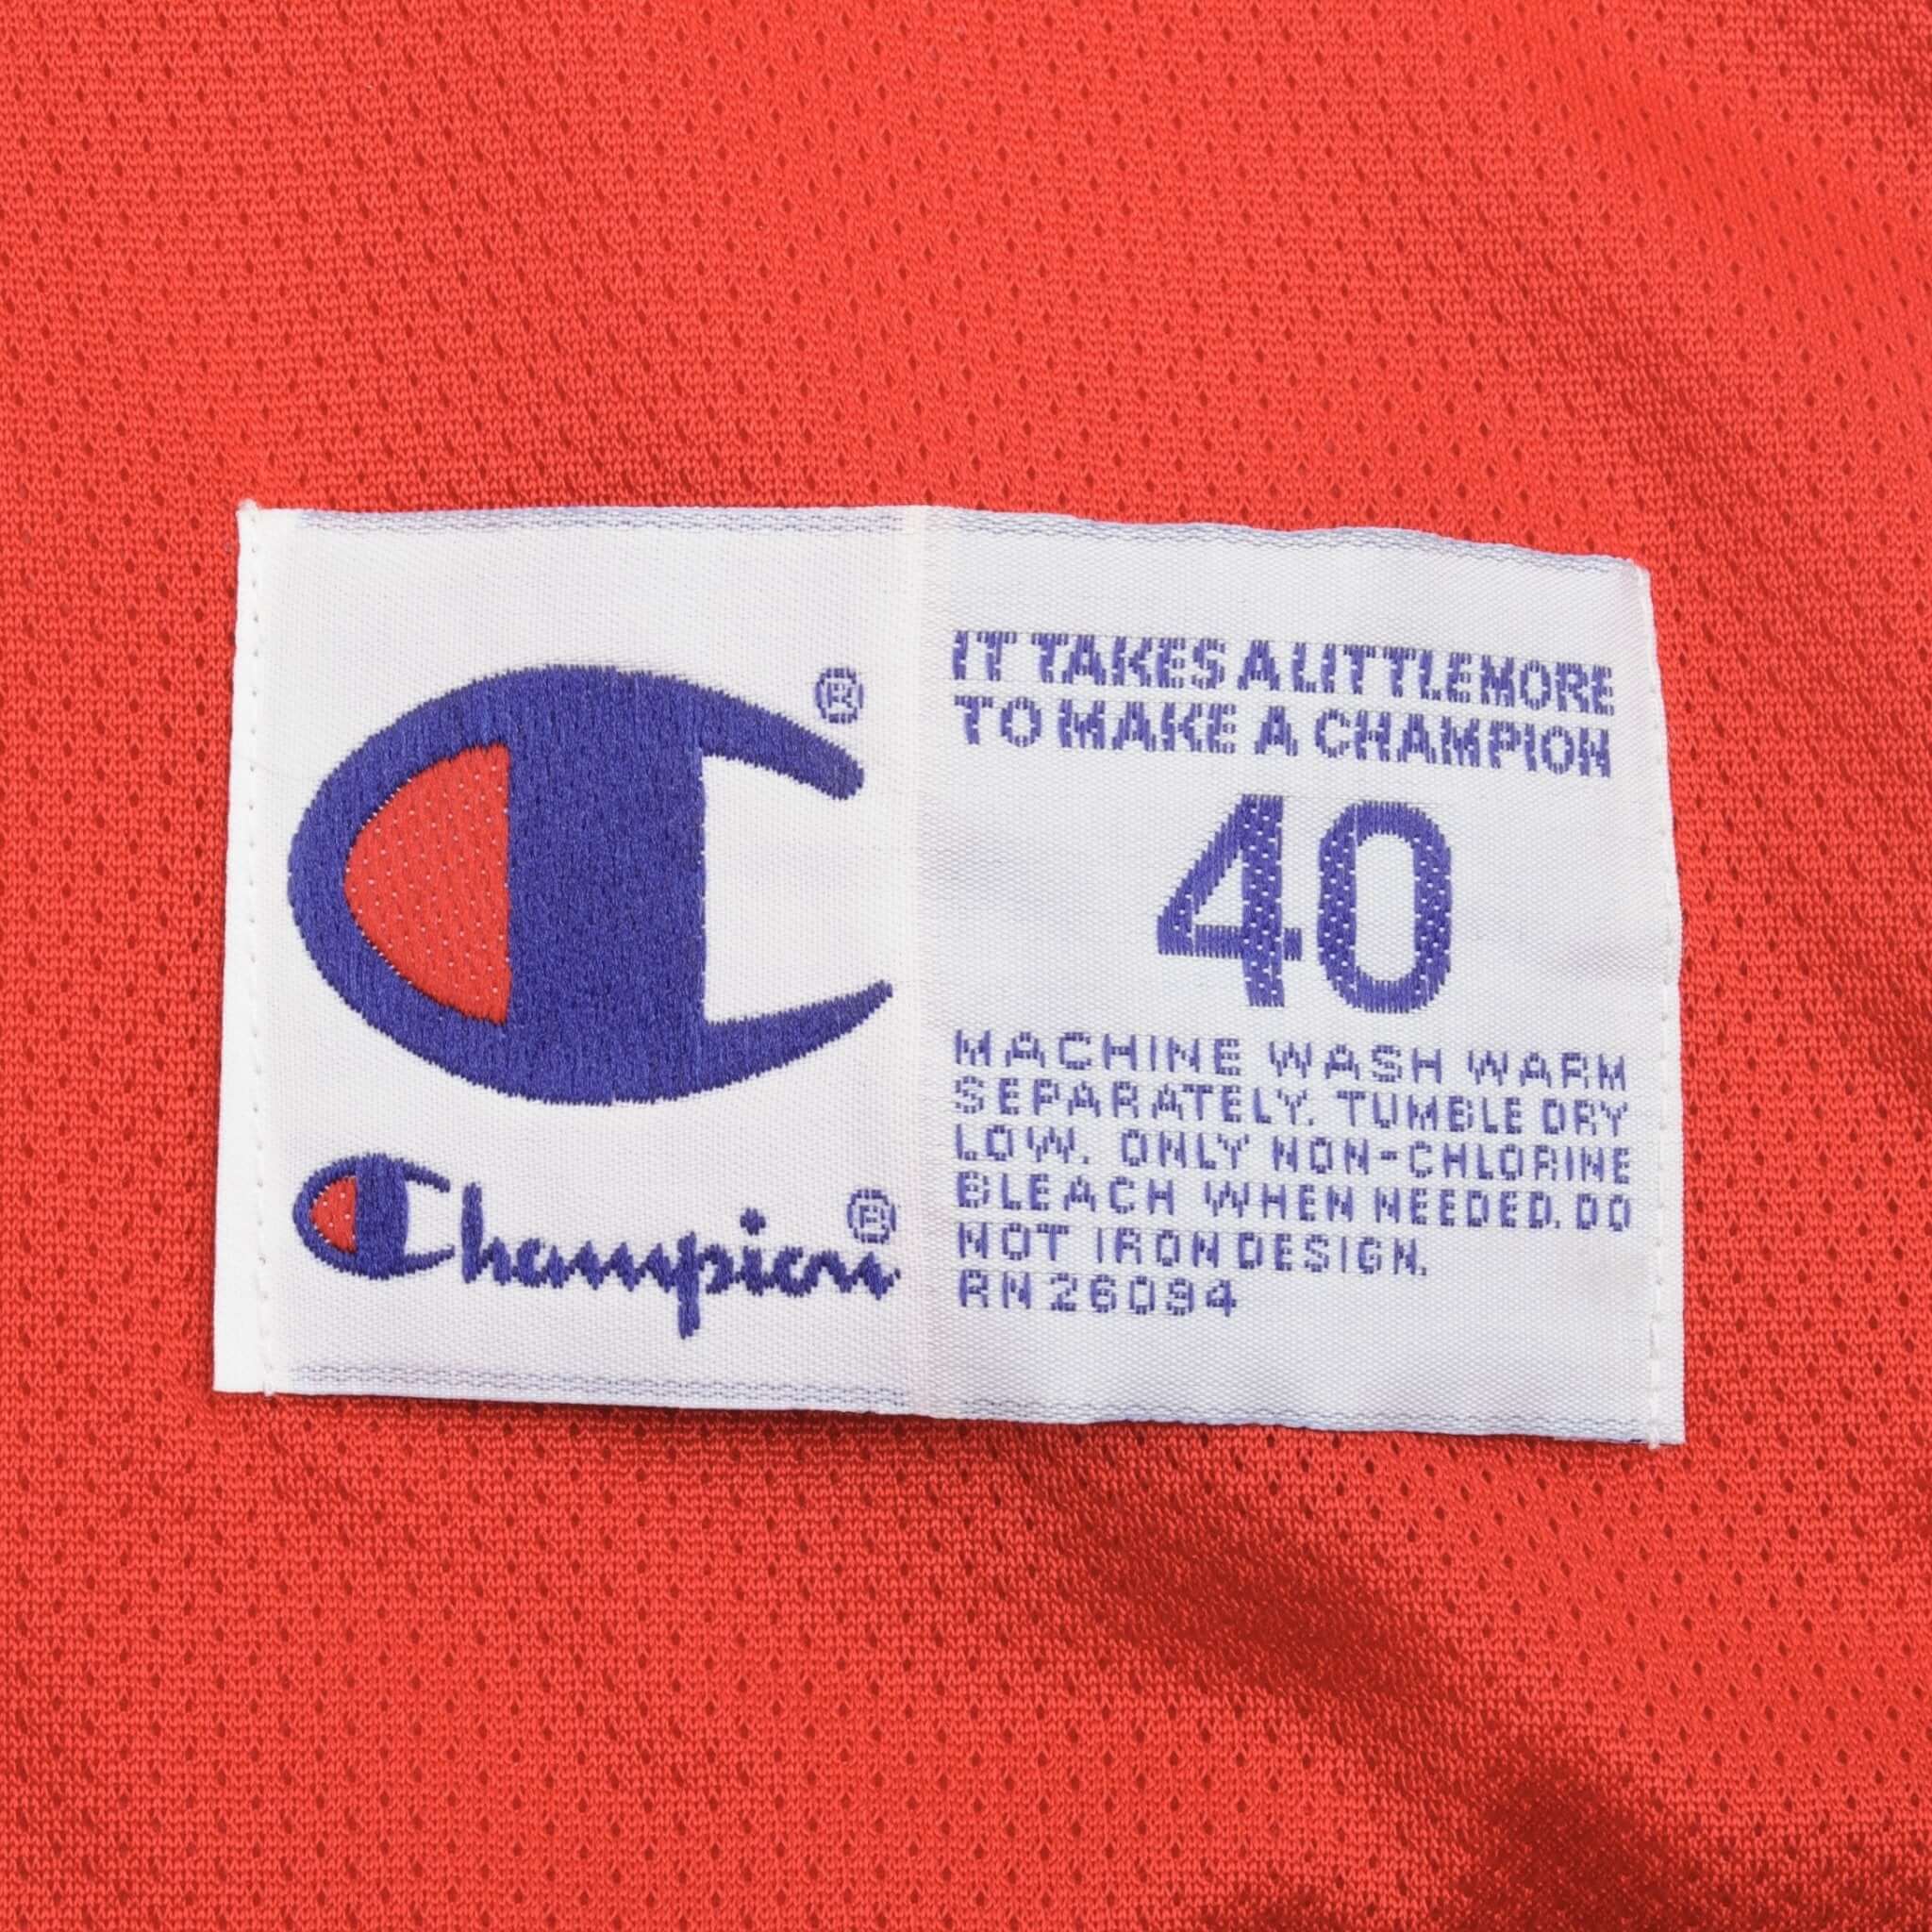 ®
Champion®
IT TAKES A LITTLE MORE
TO MAKE A CHAMPION
40
MACHINE WASH WARM
SEPARATELY. TUMBLE DRY
LOW. ONLY NON-CHLORINE
BLEACH WHEN NEEDED. DO
NOT IRON DESIGN.
RN 26094